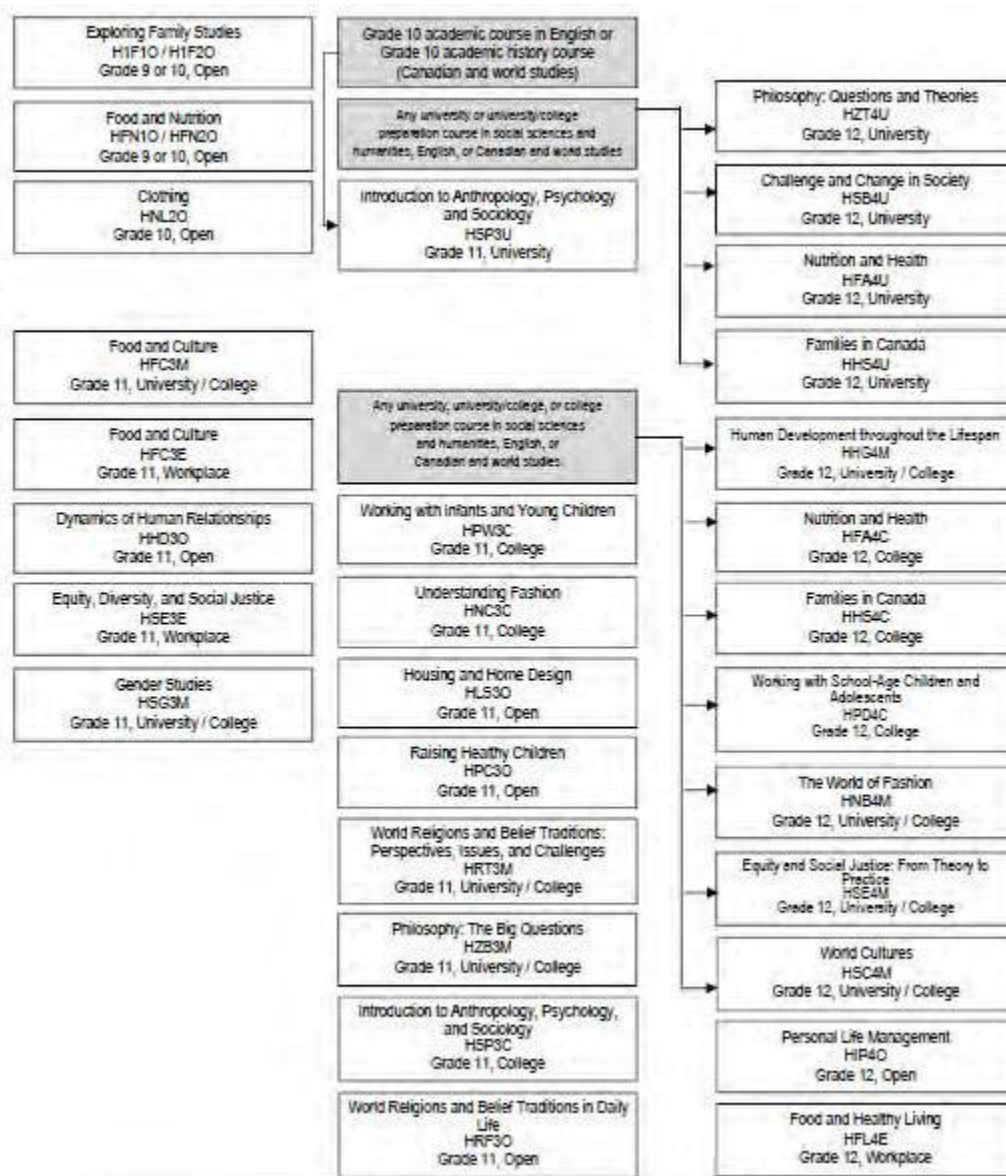 Exploring Family Studies
H1F1O / H1F2O
Grade 9 or 10, Open
Food and Nutrition
HFN1O / HFN2O
Grade 9 or 10, Open
Clothing
HNL2O
Grade 10, Open
Food and Culture
HFC3M
Grade 11, University / College
Food and Culture
HFC3E
Grade 11, Workplace
Dynamics of Human Relationships
HHD3O
Grade 11, Open
Equity, Diversity, and Social Justice
HSE3E
Grade 11, Workplace
Gender Studies
HSG3M
Grade 11, University / College
Grade 10 academic course in English or
Grade 10 academic history course
(Canadian and world studies)
Any university or university/college
preparation course in social sciences and
humanities, English, or Canadian and world studies
Introduction to Anthropology, Psychology
and Sociology
HSP3U
Grade 11, University
Any university, university/college, or college
preparation course in social sciences
and humanities, English, or
Canadian and world studies.
Working with Infants and Young Children
HPW3C
Grade 11, College
Understanding Fashion
HNC3C
Grade 11, College
Housing and Home Design
HLS3O
Grade 11, Open
Raising Healthy Children
HPC3O
Grade 11, Open
World Religions and Belief Traditions:
Perspectives, Issues, and Challenges
HRT3M
Grade 11, University / College
Philosophy: The Big Questions
HZB3M
Grade 11, University / College
Introduction to Anthropology, Psychology,
and Sociology
HSP3C
Grade 11, College
World Religions and Belief Traditions in Daily
Life
HRF3O
Grade 11, Open
Philosophy: Questions and Theories
HZT4U
Grade 12, University
Challenge and Change in Society
HSB4U
Grade 12, University
Nutrition and Health
HFA4U
Grade 12, University
Families in Canada
HHS4U
Grade 12, University
Human Development throughout the Lifespan
HHG4M
Grade 12, University / College
Nutrition and Health
HFA4C
Grade 12, College
Families in Canada
HHS4C
Grade 12, College
Working with School-Age Children and
Adolescents
HPD4C
Grade 12, College
The World of Fashion
HNB4M
Grade 12, University / College
Equity and Social Justice: From Theory to
Practice
HSE4M
Grade 12, University / College
World Cultures
HSC4M
Grade 12, University / College
Personal Life Management
HIP4O
Grade 12, Open
Food and Healthy Living
HFL4E
Grade 12, Workplace